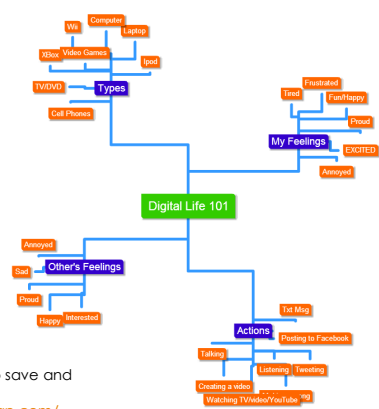 Computer
Wii
Laptop
XBox
Video Games
Ipod
TV/DVD
Types
Cell Phones
Frustrated
Tired
Fun/Happy
Proud
My Feelings
EXCITED
Annoyed
Digital Life 101
Annoyed
Other's Feelings
Sad
Proud
Happy
Interested
Txt Msg
Actions
Posting to Facebook
Talking
Listening
Tweeting
Creating a video
Watching TV/video/YouTube
save and